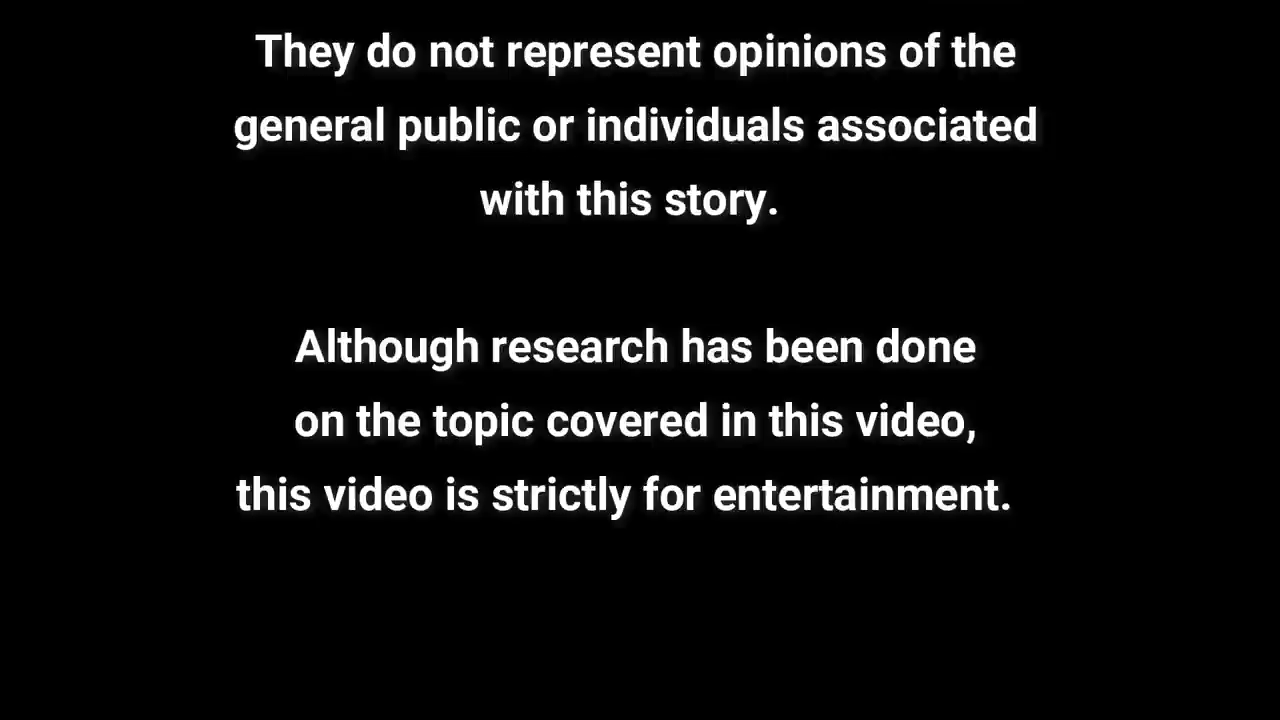 They do not represent opinions of the
general public or individuals associated
with this story.
Although research has been done
on the topic covered in this video,
this video is strictly for entertainment.